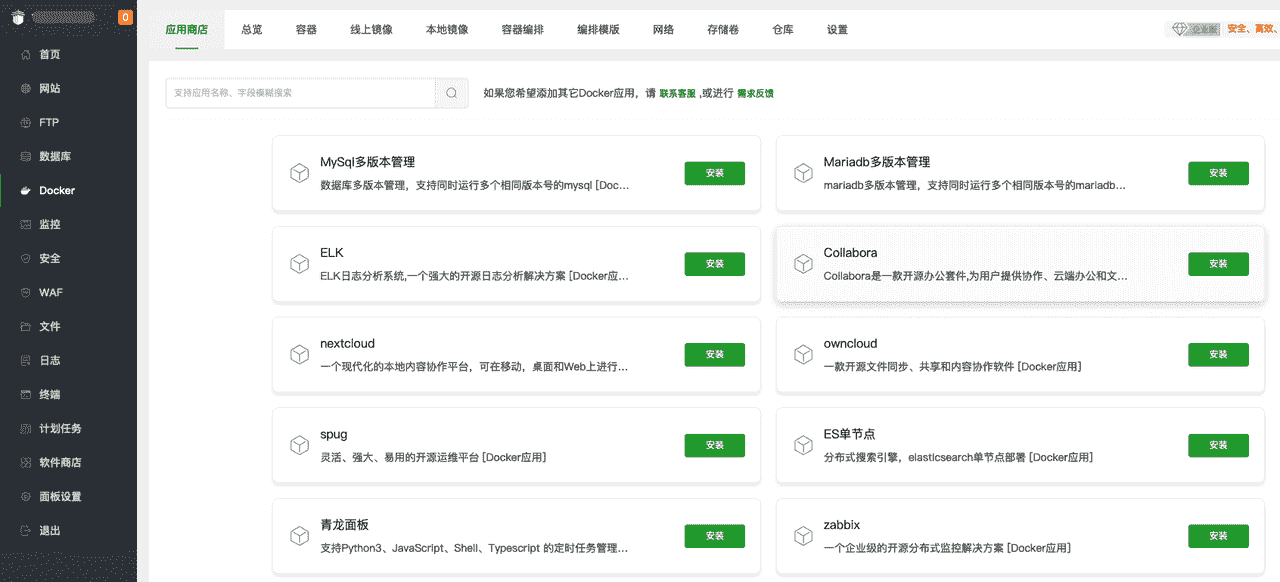 0
首页
网站
FTP
数据库
Docker
监控
安全
WAF
文件
日志
终端
计划任务
软件商店
面板设置
退出
应用商店 总览 容器 线上镜像 本地镜像 容器编排 编排模版 网络 存储卷 仓库 设置
企业版 安全、高效、
支持应用名称、字段模糊搜索
如果您希望添加其它Docker应用，请 联系客服 ,或进行 需求反馈
MySql多版本管理
数据库多版本管理，支持同时运行多个相同版本号的mysql [Doc...
安装
Mariadb多版本管理
mariadb多版本管理，支持同时运行多个相同版本号的mariadb...
安装
ELK
ELK日志分析系统,一个强大的开源日志分析解决方案 [Docker应...
安装
Collabora
Collabora是一款开源办公套件,为用户提供协作、云端办公和文...
安装
nextcloud
一个现代化的本地内容协作平台，可在移动，桌面和Web上进行...
安装
owncloud
一款开源文件同步、共享和内容协作软件 [Docker应用]
安装
spug
灵活、强大、易用的开源运维平台 [Docker应用]
安装
ES单节点
分布式搜索引擎，elasticsearch单节点部署 [Docker应用]
安装
青龙面板
支持Python3、JavaScript、Shell、Typescript 的定时任务管理...
安装
zabbix
一个企业级的开源分布式监控解决方案 [Docker应用]
安装